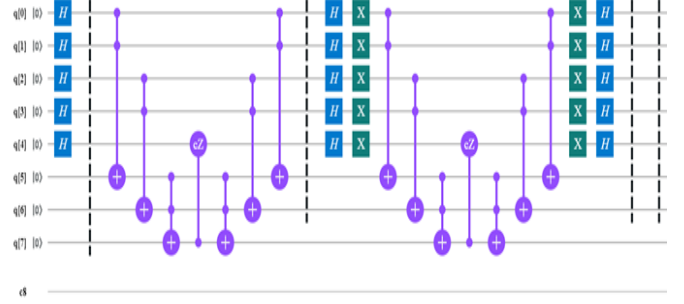 q[0] |0⟩ H H X X H
q[1] |0⟩ H H X X H
q[2] |0⟩ H H X X H
q[3] |0⟩ H H X X H
q[4] |0⟩ H cZ H X cZ X H
q[5] |0⟩ + + + +
q[6] |0⟩ + + + +
q[7] |0⟩ + + + +
c8